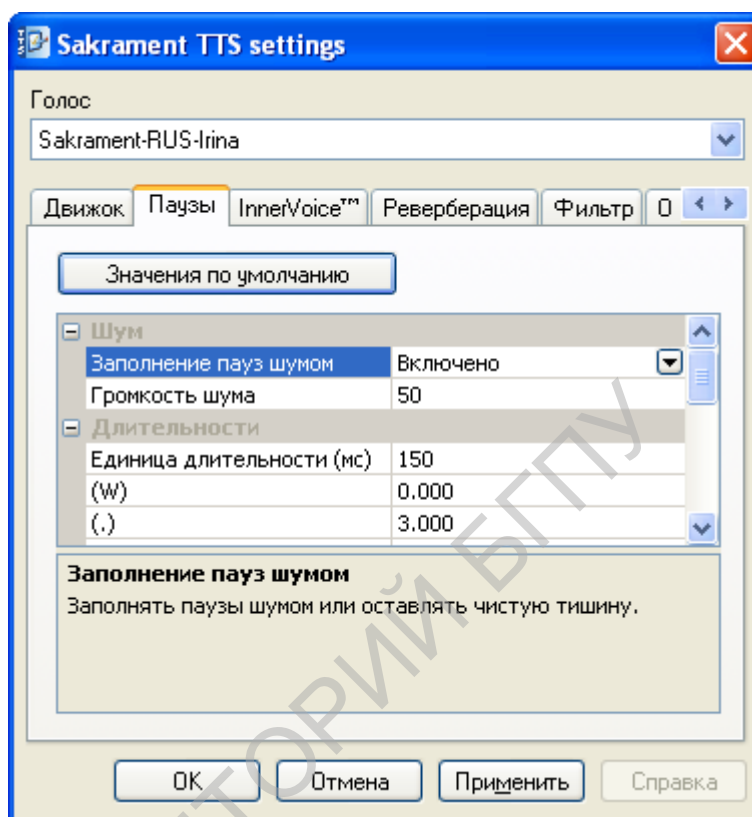 Sakrament TTS settings
Голос
Sakrament-RUS-Irina
Движок Паузы InnerVoice™ Реверберация Фильтр О
Значения по умолчанию
Шум
Заполнение пауз шумом Включено
Громкость шума 50
Длительности
Единица длительности (мс) 150
(W) 0.000
(.) 3.000
Заполнение пауз шумом
Заполнять паузы шумом или оставлять чистую тишину.
OK Отмена Применить Справка
ТОРИЙ БГПУ